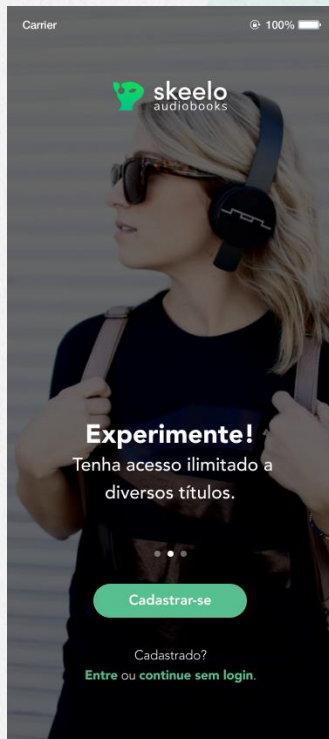 Carrier 100%
skeelo
audiobooks
Experimente!
Tenha acesso ilimitado a
diversos títulos.
Cadastrar-se
Cadastrado?
Entre ou continue sem login.